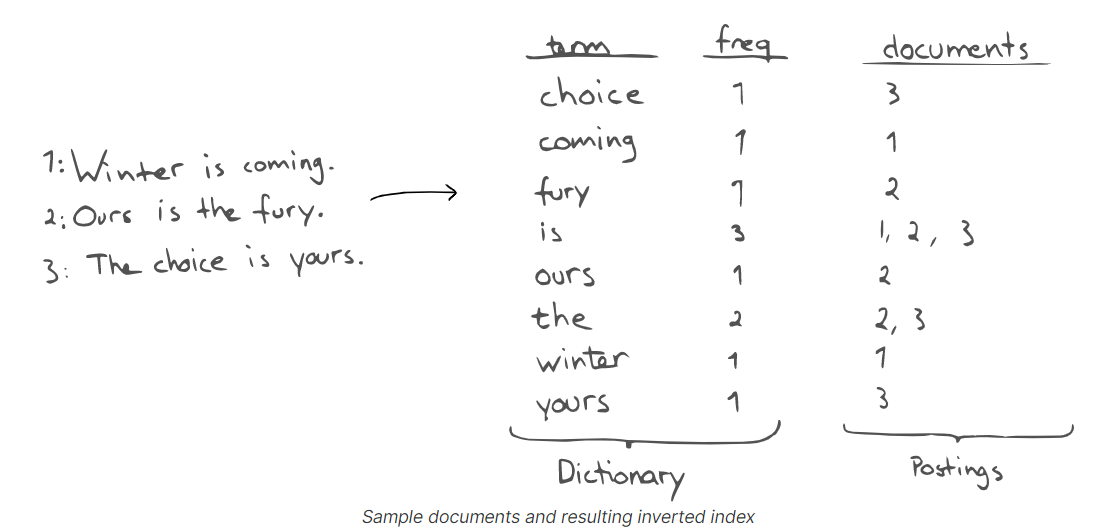 1: Winter is coming.
2: Ours is the fury.
3: The choice is yours.
term freq documents
choice 1 3
coming 1 1
fury 1 2
is 3 1, 2, 3
ours 1 2
the 2 2, 3
winter 1 1
yours 1 3
Dictionary Postings
Sample documents and resulting inverted index